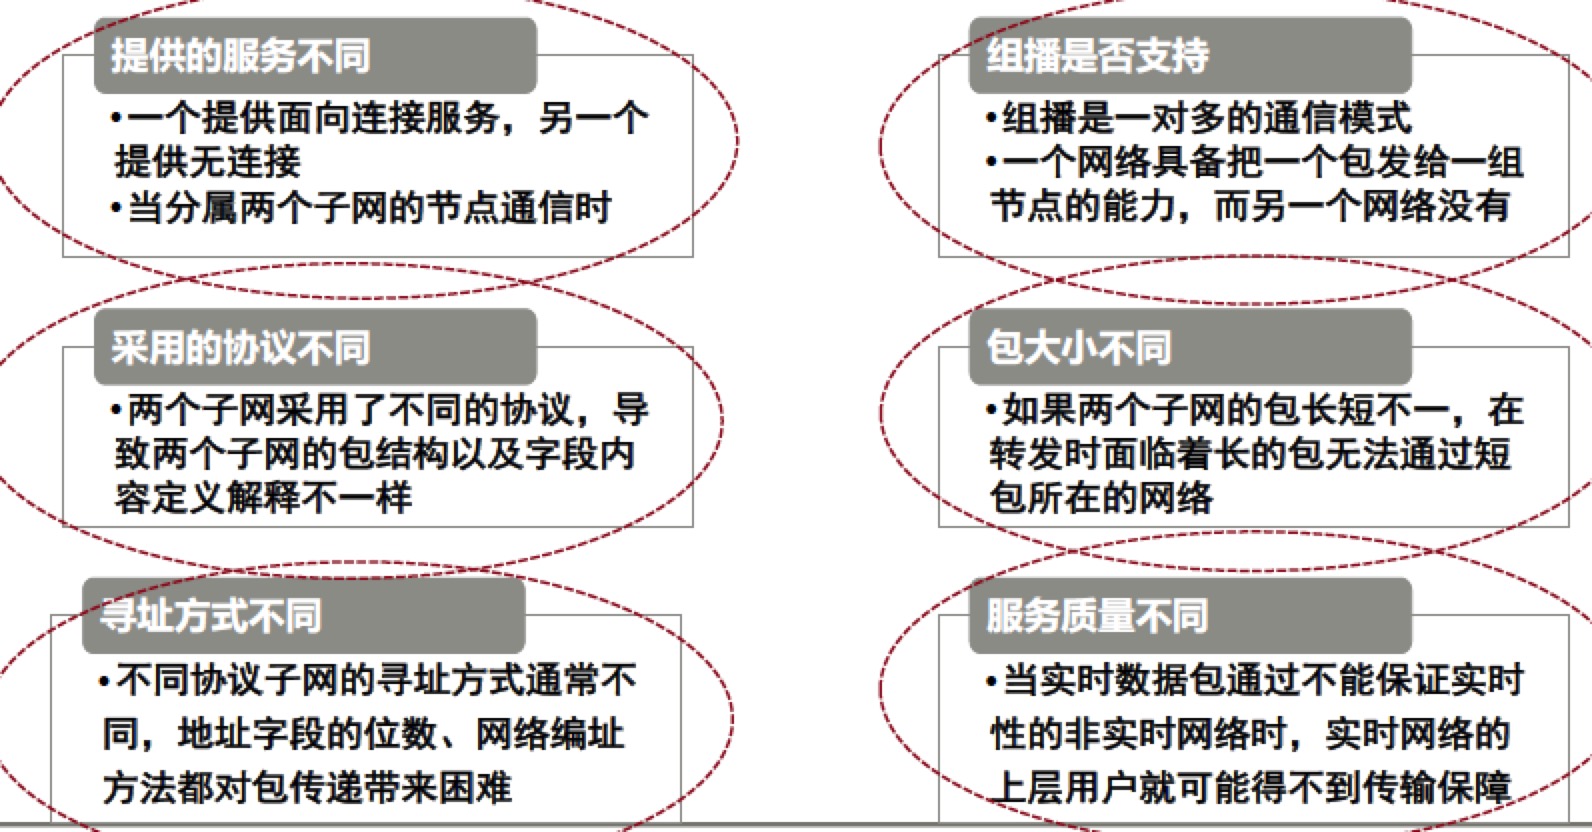 提供的服务不同
•一个提供面向连接服务，另一个
提供无连接
•当分属两个子网的节点通信时
采用的协议不同
•两个子网采用了不同的协议，导
致两个子网的包结构以及字段内
容定义解释不一样
寻址方式不同
•不同协议子网的寻址方式通常不
同，地址字段的位数、网络编址
方法都对包传递带来困难
组播是否支持
•组播是一对多的通信模式
•一个网络具备把一个包发给一组
节点的能力，而另一个网络没有
包大小不同
•如果两个子网的包长短不一，在
转发时面临着长的包无法通过短
包所在的网络
服务质量不同
•当实时数据包通过不能保证实时
性的非实时网络时，实时网络的
上层用户就可能得不到传输保障